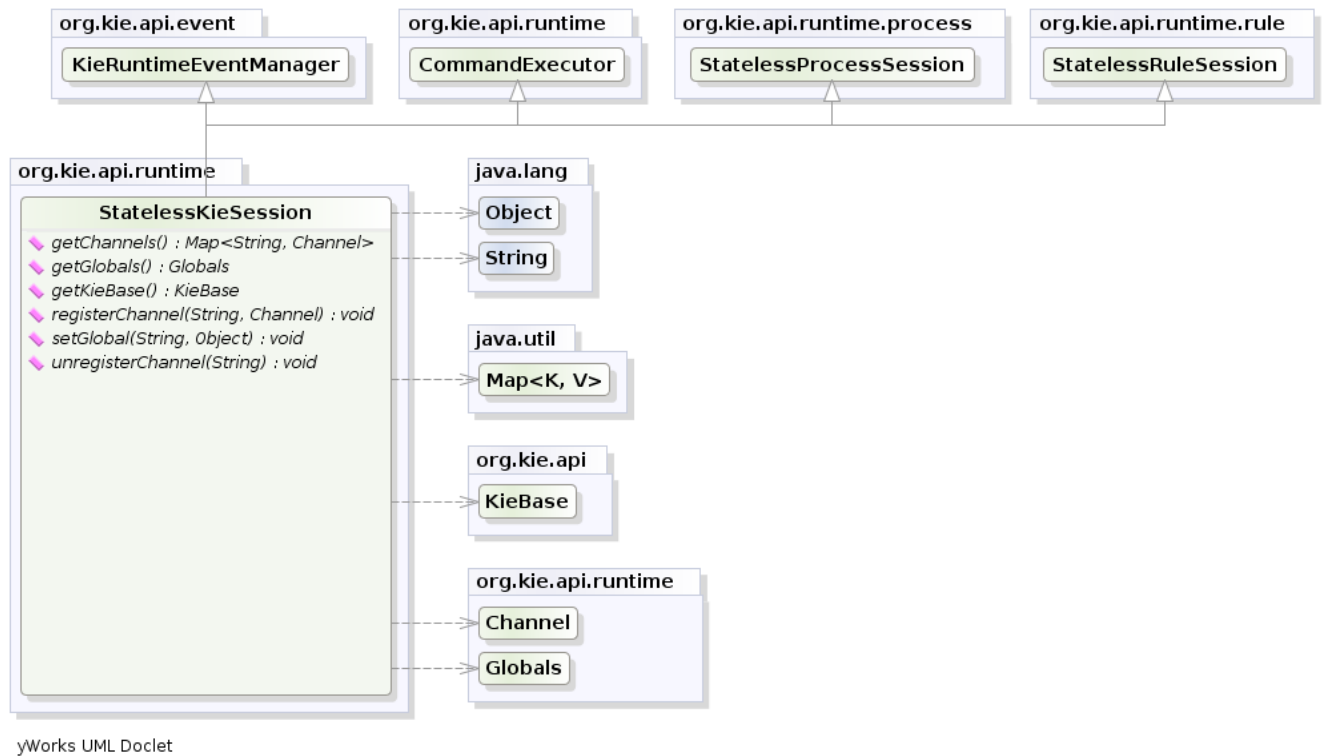 org.kie.api.event
org.kie.api.runtime
org.kie.api.runtime.process
org.kie.api.runtime.rule
KieRuntimeEventManager
CommandExecutor
StatelessProcessSession
StatelessRuleSession
org.kie.api.runtime
StatelessKieSession
getChannels() : Map<String, Channel>
getGlobals() : Globals
getKieBase() : KieBase
registerChannel(String, Channel) : void
setGlobal(String, Object) : void
unregisterChannel(String) : void
java.lang
Object
String
java.util
Map<K, V>
org.kie.api
KieBase
org.kie.api.runtime
Channel
Globals
yWorks UML Doclet